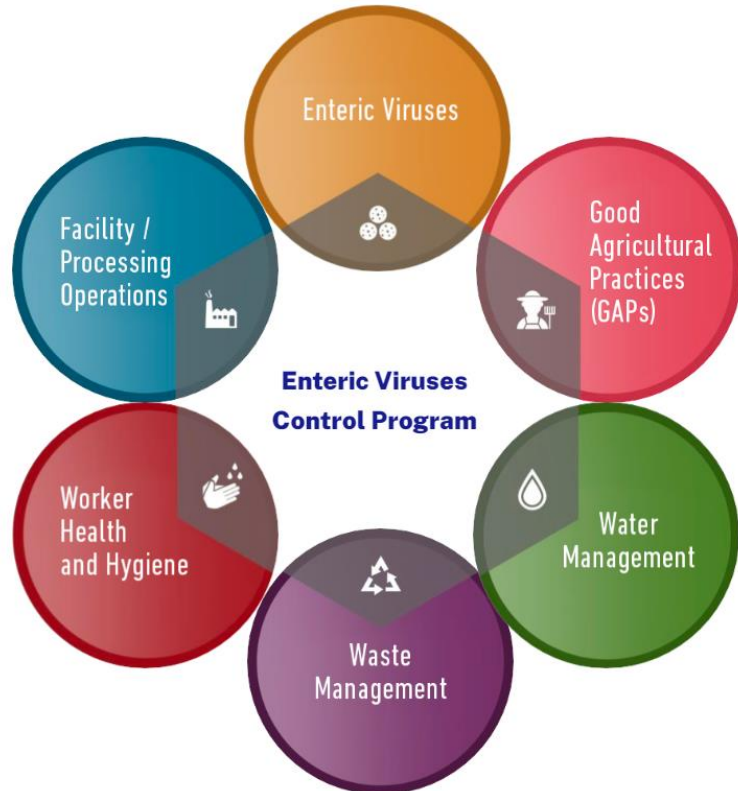 Enteric Viruses
Good
Agricultural
Practices
(GAPs)
Water
Management
Waste
Management
Worker
Health
and Hygiene
Facility /
Processing
Operations
Enteric Viruses
Control Program